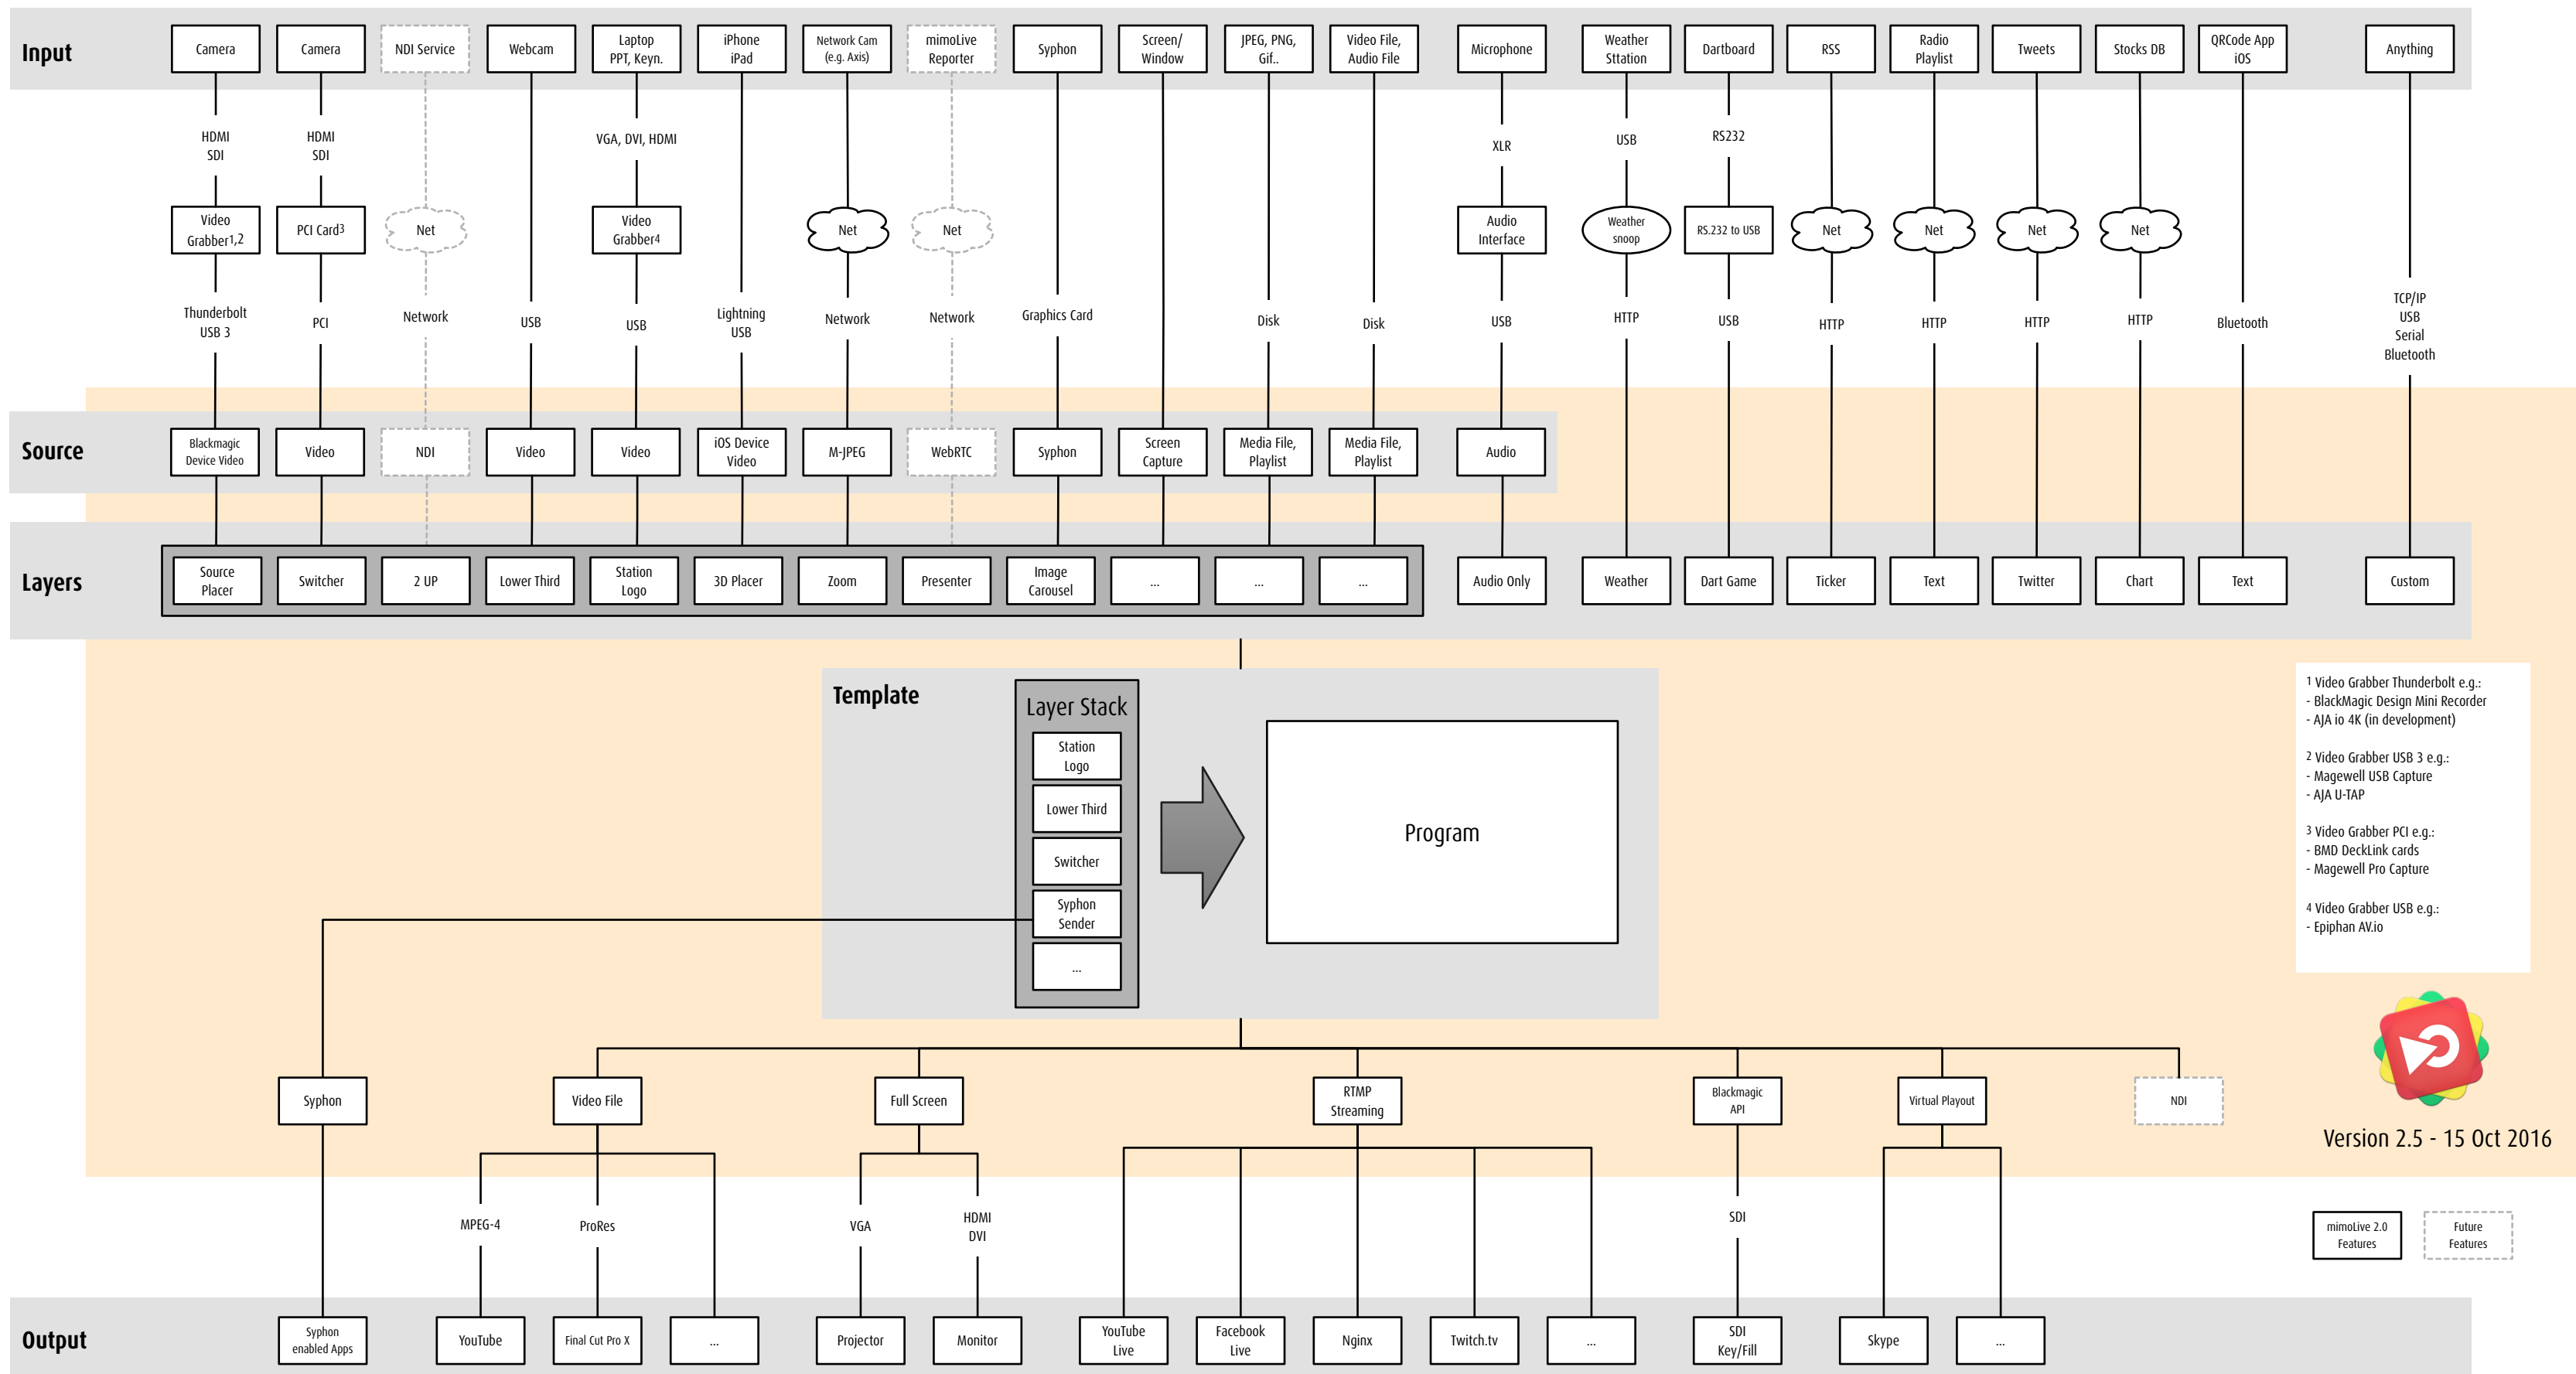 Input
Camera
Camera
NDI Service
Webcam
Laptop
PPT, Keyn.
iPhone
iPad
Network Cam
(e.g. Axis)
mimoLive
Reporter
Syphon
Screen/
Window
JPEG, PNG,
Gif..
Video File,
Audio File
Microphone
Weather
Sttation
Dartboard
RSS
Radio
Playlist
Tweets
Stocks DB
QRCode App
iOS
Anything
HDMI
SDI
HDMI
SDI
VGA, DVI, HDMI
XLR
USB
RS232
Video
Grabber1,2
PCI Card3
Net
Video
Grabber4
Net
Net
Audio
Interface
Weather
snoop
RS.232 to USB
Net
Net
Net
Net
Thunderbolt
USB 3
PCI
Network
USB
USB
Lightning
USB
Network
Network
Graphics Card
Disk
Disk
USB
HTTP
USB
HTTP
HTTP
HTTP
HTTP
Bluetooth
TCP/IP
USB
Serial
Bluetooth
Source
Blackmagic
Device Video
Video
NDI
Video
Video
iOS Device
Video
M-JPEG
WebRTC
Syphon
Screen
Capture
Media File,
Playlist
Media File,
Playlist
Audio
Layers
Source
Placer
Switcher
2 UP
Lower Third
Station
Logo
3D Placer
Zoom
Presenter
Image
Carousel
...
...
...
Audio Only
Weather
Dart Game
Ticker
Text
Twitter
Chart
Text
Custom
Template
Layer Stack
Station
Logo
Lower Third
Switcher
Syphon
Sender
...
Program
1 Video Grabber Thunderbolt e.g.:
- BlackMagic Design Mini Recorder
- AJA io 4K (in development)
2 Video Grabber USB 3 e.g.:
- Magewell USB Capture
- AJA U-TAP
3 Video Grabber PCI e.g.:
- BMD DeckLink cards
- Magewell Pro Capture
4 Video Grabber USB e.g.:
- Epiphan AV.io
Version 2.5 - 15 Oct 2016
Syphon
Video File
Full Screen
RTMP
Streaming
Blackmagic
API
Virtual Playout
NDI
MPEG-4
ProRes
VGA
HDMI
DVI
SDI
mimoLive 2.0
Features
Future
Features
Output
Syphon
enabled Apps
YouTube
Final Cut Pro X
...
Projector
Monitor
YouTube
Live
Facebook
Live
Nginx
Twitch.tv
...
SDI
Key/Fill
Skype
...